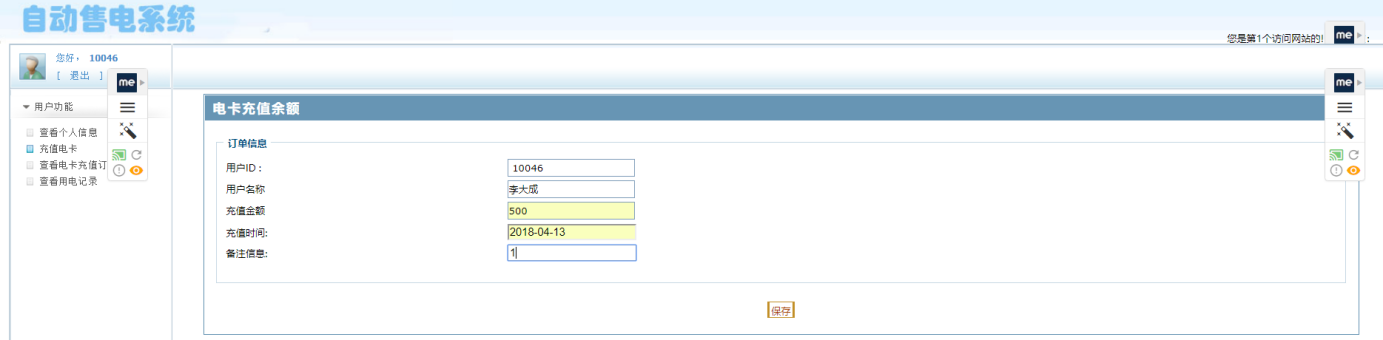 自动售电系统
您是第1个访问网站的!
me
:
您好， 10046
[ 退出 ]
me
me
用户功能
查看个人信息
充值电卡
查看电卡充值订
查看用电记录
电卡充值余额
订单信息
用户ID： 10046
用户名称 李大成
充值金额 500
充值时间: 2018-04-13
备注信息: 1
保存